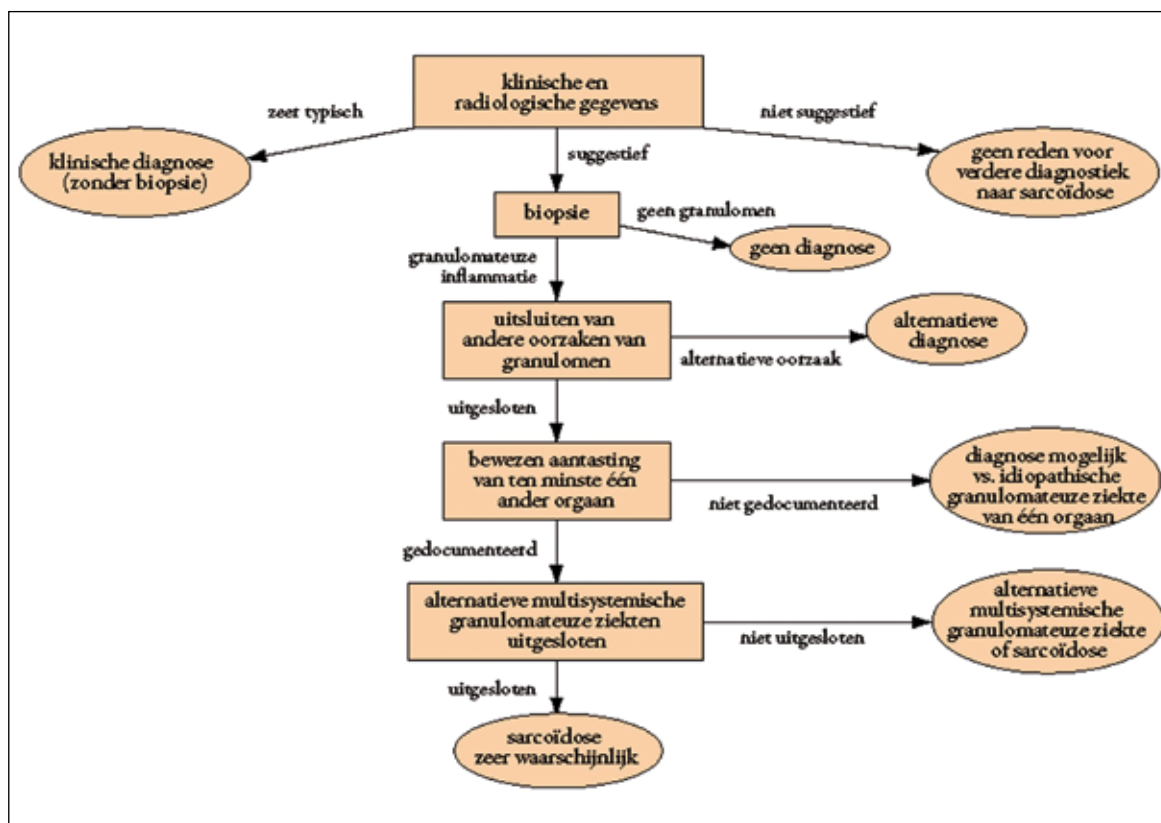 klinische en
radiologische gegevens
zeer typisch
niet suggestief
klinische diagnose
(zonder biopsie)
suggestief
geen reden voor
verdere diagnostiek
naar sarcoïdose
biopsie
geen granulomen
geen diagnose
granulomateuze
inflammatie
uitsluiten van
andere oorzaken van
granulomen
alternatieve oorzaak
alternatieve
diagnose
uitgesloten
bewezen aantasting
van ten minste één
ander orgaan
niet gedocumenteerd
diagnose mogelijk
vs. idiopathische
granulomateuze ziekte
van één orgaan
gedocumenteerd
alternatieve multisystemische
granulomateuze ziekten
uitgesloten
niet uitgesloten
alternatieve
multisystemische
granulomateuze ziekte
of sarcoïdose
uitgesloten
sarcoïdose
zeer waarschijnlijk